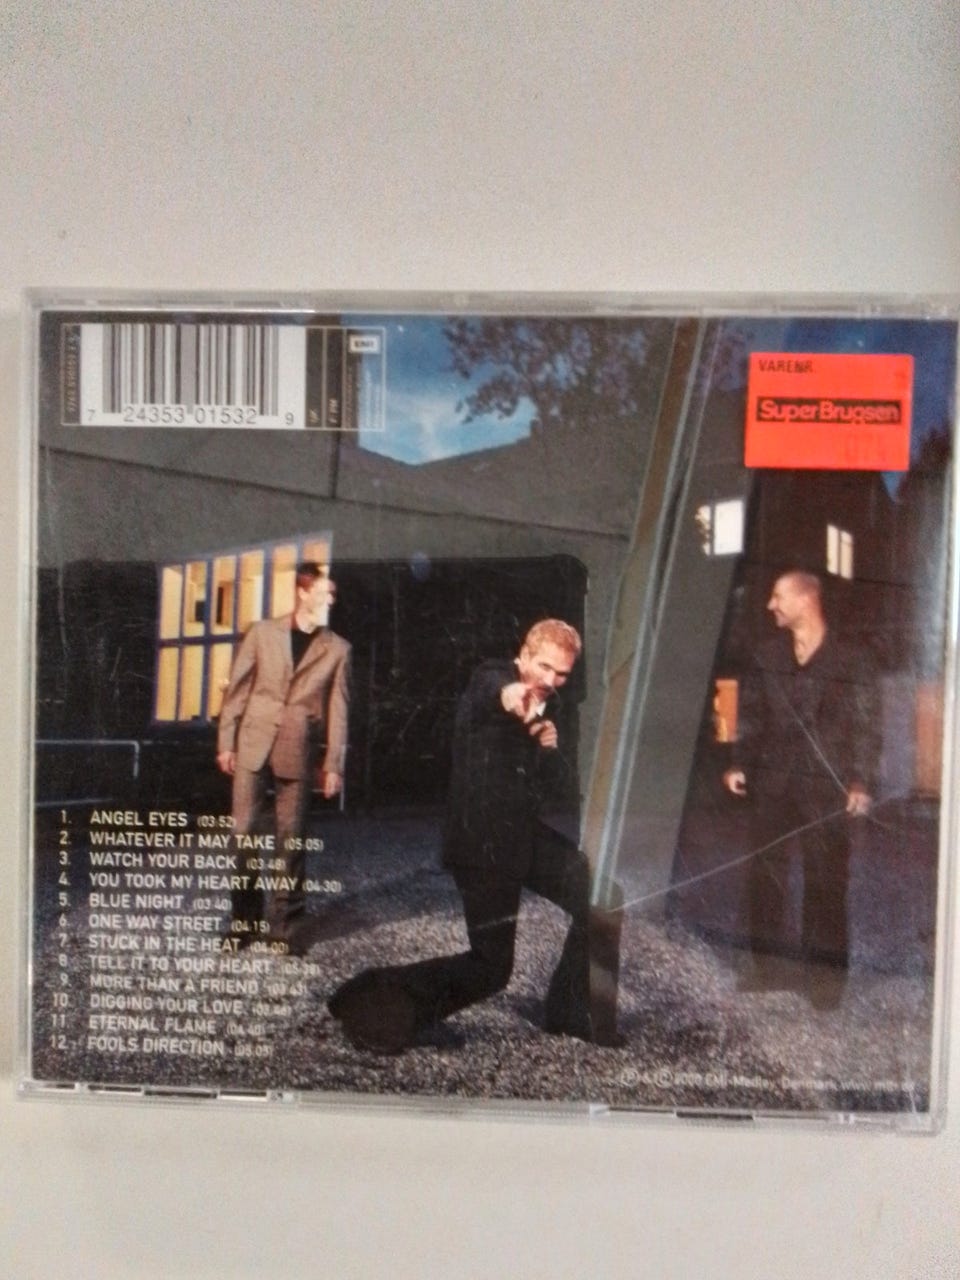 EMI
UK
7 24353 01532 9
VARENR.
SuperBrugsen
1. ANGEL EYES (03.52)
2. WHATEVER IT MAY TAKE (05.05)
3. WATCH YOUR BACK (03.48)
4. YOU TOOK MY HEART AWAY (04.30)
5. BLUE NIGHT (03.40)
6. ONE WAY STREET (04.15)
7. STUCK IN THE HEAT (04.00)
8. TELL IT TO YOUR HEART
9. MORE THAN A FRIEND (03.43)
10. DIGGING YOUR LOVE
11. ETERNAL FLAME (04.40)
12. FOOLS DIRECTION (05.05)
Ⓟ & © 2000 EMI-Medley, Denmark